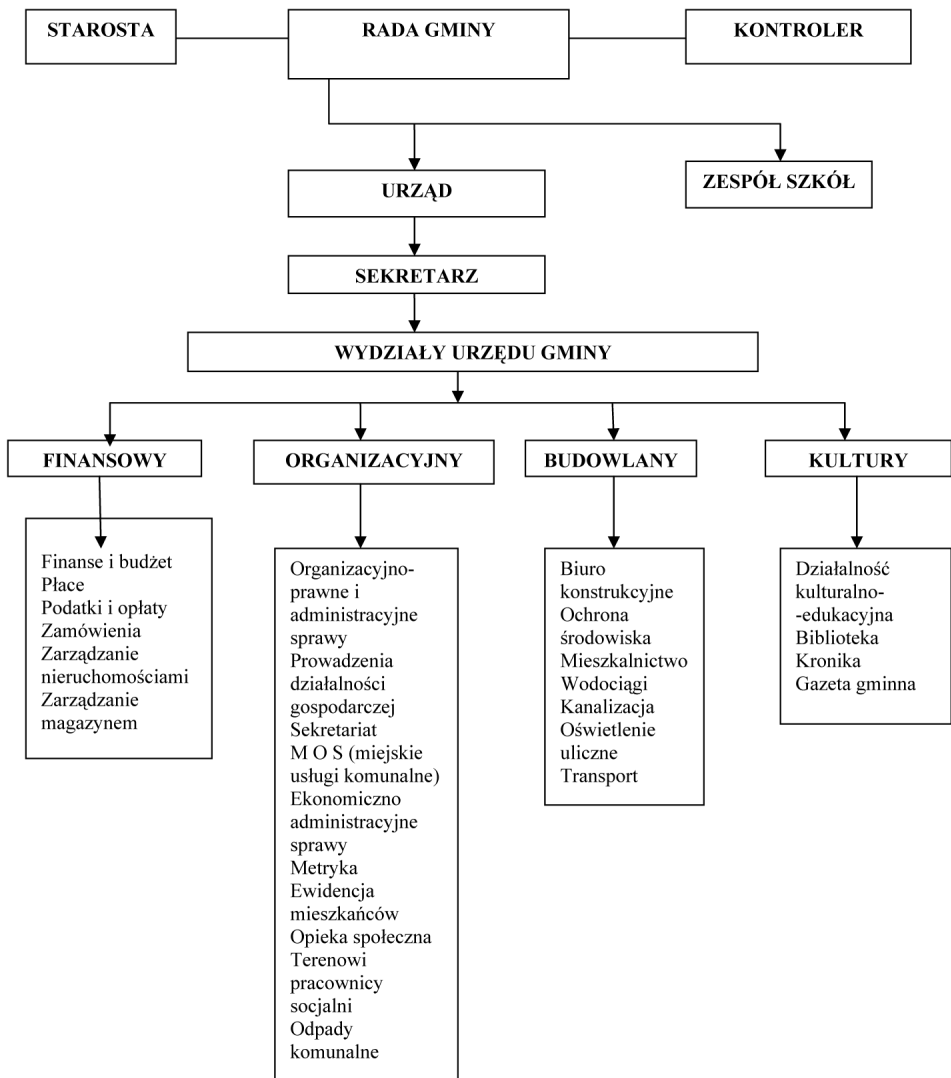 STAROSTA
RADA GMINY
KONTROLER
URZĄD
ZESPÓŁ SZKÓŁ
SEKRETARZ
WYDZIAŁY URZĘDU GMINY
FINANSOWY
ORGANIZACYJNY
BUDOWLANY
KULTURY
Finanse i budżet
Płace
Podatki i opłaty
Zamówienia
Zarządzanie
nieruchomościami
Zarządzanie
magazynem
Organizacyjno-
prawne i
administracyjne
sprawy
Prowadzenia
działalności
gospodarczej
Sekretariat
M O S (miejskie
usługi komunalne)
Ekonomiczno
administracyjne
sprawy
Metryka
Ewidencja
mieszkańców
Opieka społeczna
Terenowi
pracownicy
socjalni
Odpady
komunalne
Biuro
konstrukcyjne
Ochrona
środowiska
Mieszkalnictwo
Wodociągi
Kanalizacja
Oświetlenie
uliczne
Transport
Działalność
kulturalno-
-edukacyjna
Biblioteka
Kronika
Gazeta gminna